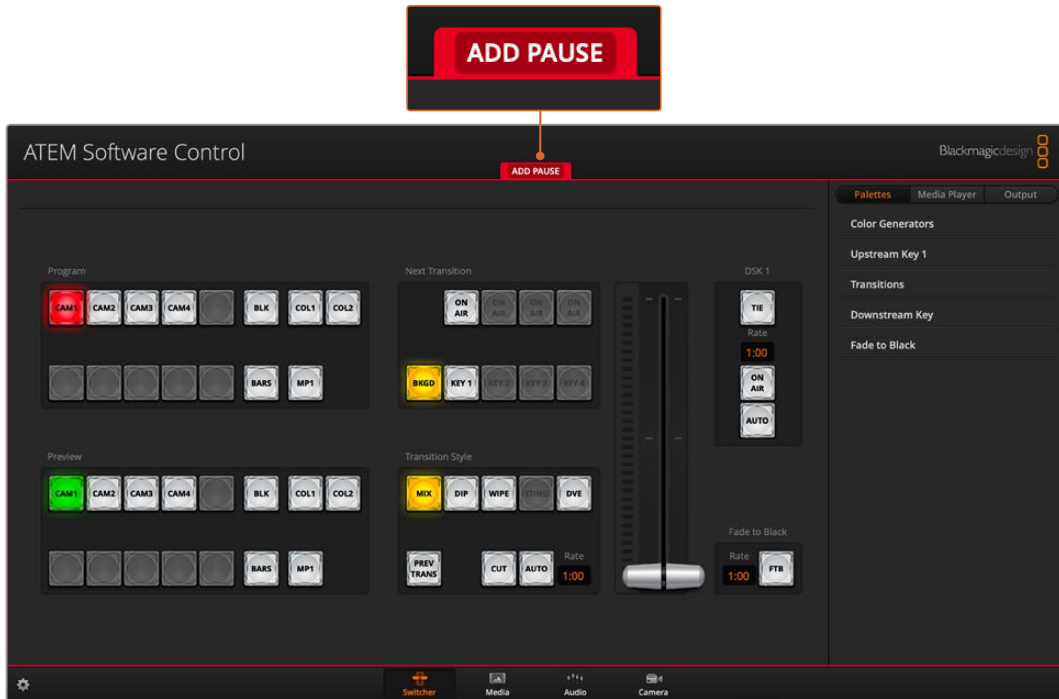 ADD PAUSE
ATEM Software Control
Blackmagicdesign
ADD PAUSE
Palettes Media Player Output
Color Generators
Upstream Key 1
Transitions
Downstream Key
Fade to Black
Program
CAM1 CAM2 CAM3 CAM4 BLK COL1 COL2
BARS MP1
Next Transition
ON AIR ON AIR ON AIR ON AIR
BKGD KEY 1 KEY 2 KEY 3 KEY 4
DSK 1
TIE
Rate
1:00
ON AIR
AUTO
Preview
CAM1 CAM2 CAM3 CAM4 BLK COL1 COL2
BARS MP1
Transition Style
MIX DIP WIPE STING DVE
PREV TRANS CUT AUTO Rate
1:00
Fade to Black
Rate
1:00 FTB
Switcher Media Audio Camera